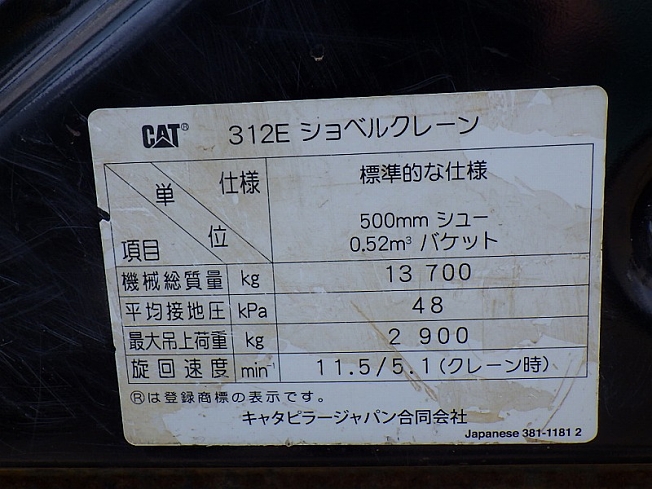 CAT® 312E ショベルクレーン
単位 仕様 標準的な仕様
500mm シュー
項目 0.52m³ バケット
機械総質量 kg 13 700
平均接地圧 kPa 48
最大吊上荷重 kg 2 900
旋回速度 min⁻¹ 11.5/5.1(クレーン時)
®は登録商標の表示です。
キャタピラージャパン合同会社
Japanese 381-1181 2